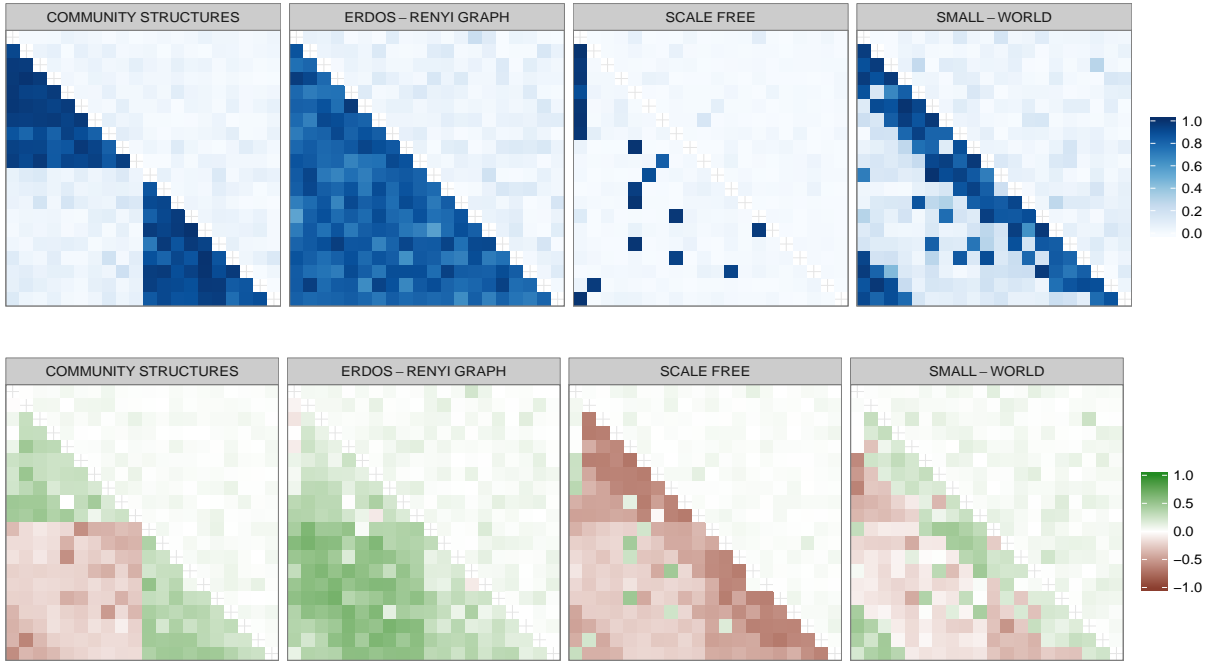 COMMUNITY STRUCTURES
ERDOS – RENYI GRAPH
SCALE FREE
SMALL – WORLD
1.0
0.8
0.6
0.4
0.2
0.0
COMMUNITY STRUCTURES
ERDOS – RENYI GRAPH
SCALE FREE
SMALL – WORLD
1.0
0.5
0.0
−0.5
−1.0